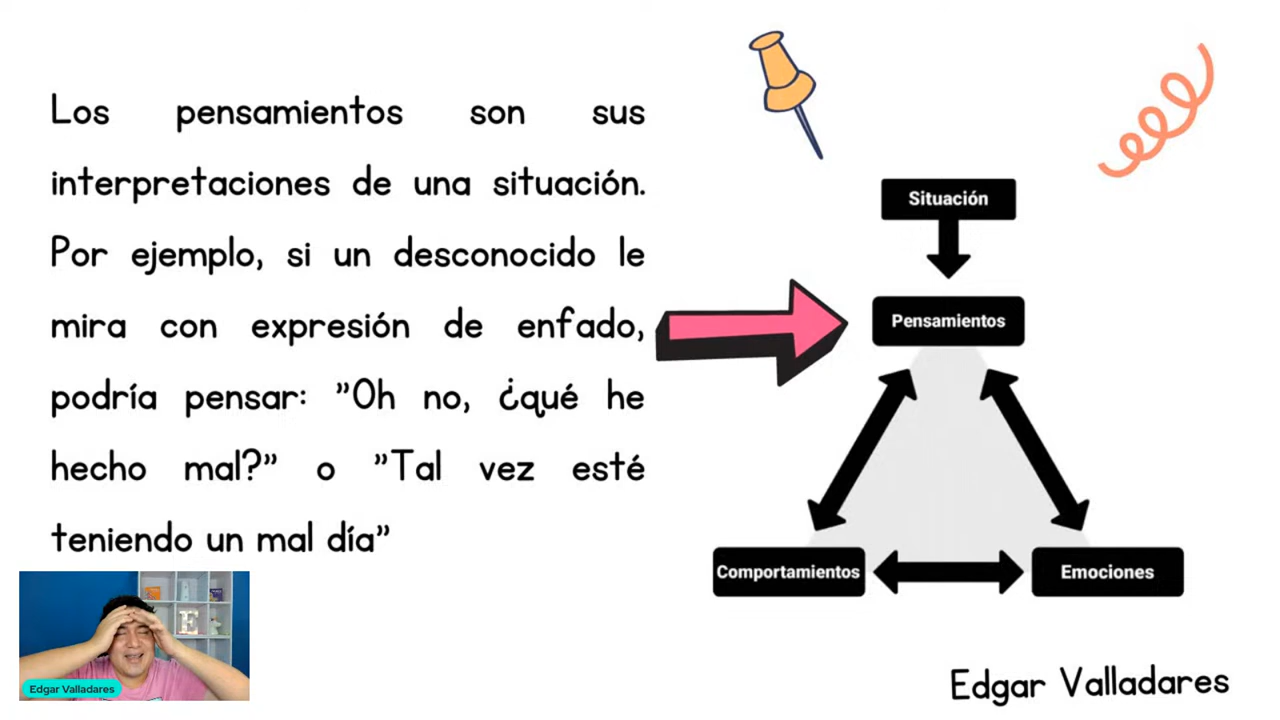 Los pensamientos son sus
interpretaciones de una situación.
Por ejemplo, si un desconocido le
mira con expresión de enfado,
podría pensar: ”Oh no, ¿qué he
hecho mal?” o ”Tal vez esté
teniendo un mal día”
Situación
Pensamientos
Comportamientos
Emociones
E
Edgar Valladares
Edgar Valladares